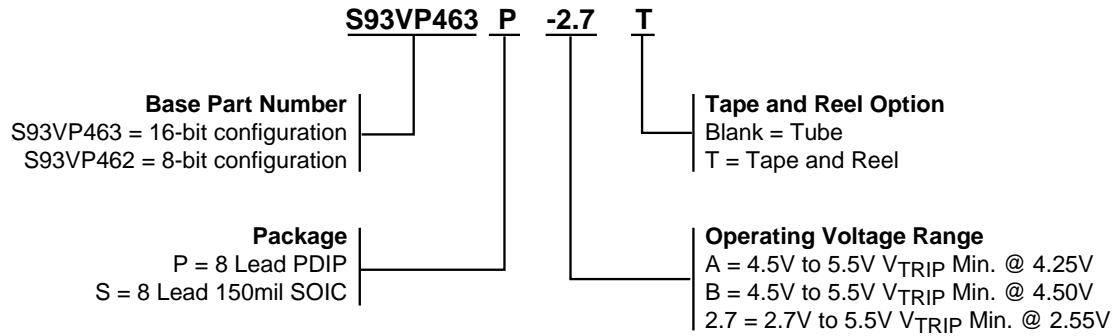 S93VP463 P -2.7 T
Base Part Number
S93VP463 = 16-bit configuration
S93VP462 = 8-bit configuration
Tape and Reel Option
Blank = Tube
T = Tape and Reel
Package
P = 8 Lead PDIP
S = 8 Lead 150mil SOIC
Operating Voltage Range
A = 4.5V to 5.5V VTRIP Min. @ 4.25V
B = 4.5V to 5.5V VTRIP Min. @ 4.50V
2.7 = 2.7V to 5.5V VTRIP Min. @ 2.55V